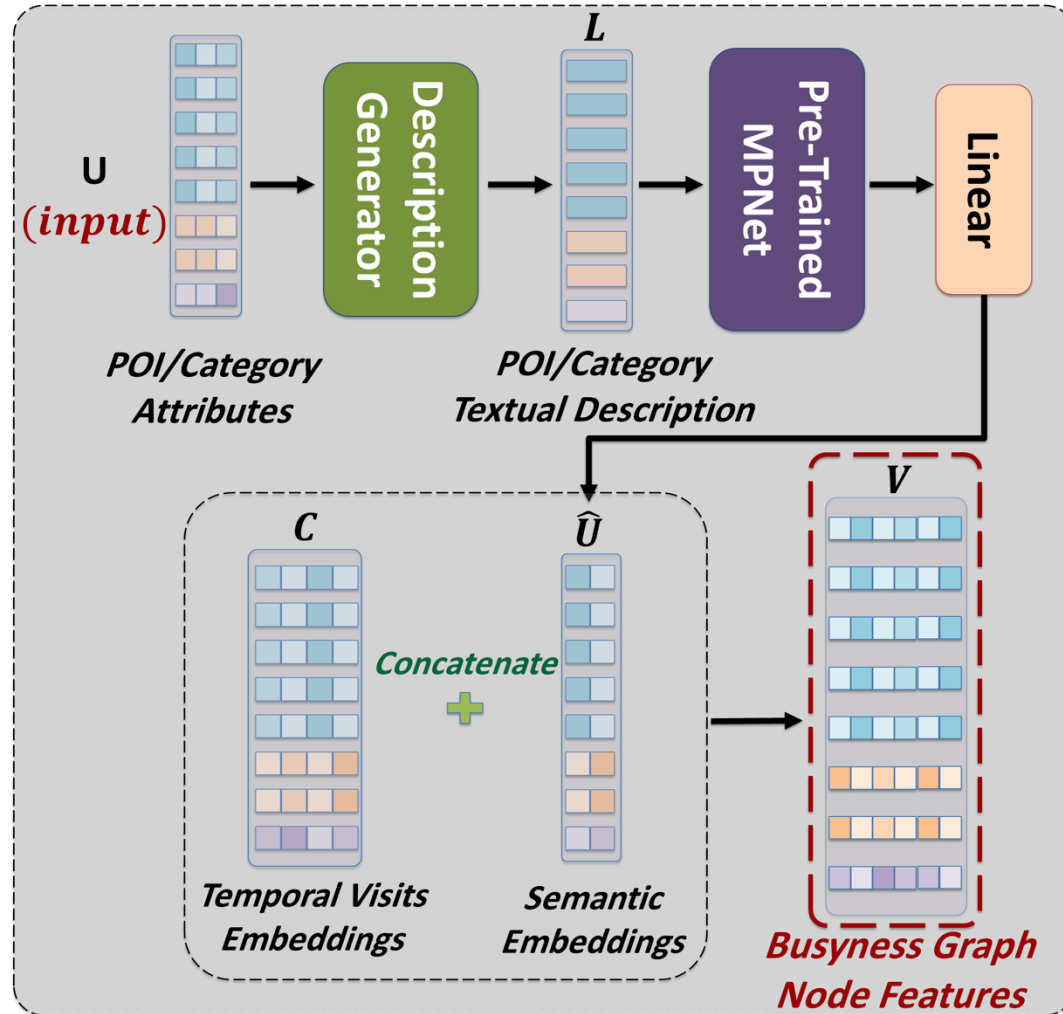 U
(input)
POI/Category
Attributes
Description
Generator
L
POI/Category
Textual Description
Pre-Trained
MPNet
Linear
C
Temporal Visits
Embeddings
Concatenate
+
Û
Semantic
Embeddings
V
Busyness Graph
Node Features